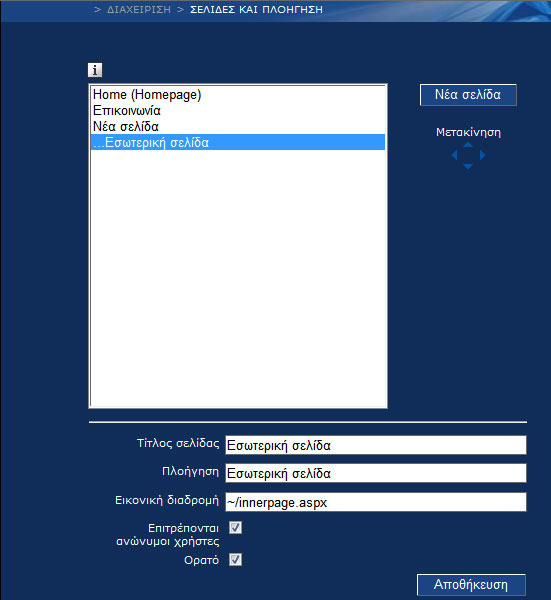 > ΔΙΑΧΕΙΡΙΣΗ > ΣΕΛΙΔΕΣ ΚΑΙ ΠΛΟΗΓΗΣΗ
i
Home (Homepage)
Επικοινωνία
Νέα σελίδα
...Εσωτερική σελίδα
Νέα σελίδα
Μετακίνηση
Τίτλος σελίδας Εσωτερική σελίδα
Πλοήγηση Εσωτερική σελίδα
Εικονική διαδρομή ~/innerpage.aspx
Επιτρέπονται
ανώνυμοι χρήστες
Ορατό
Αποθήκευση